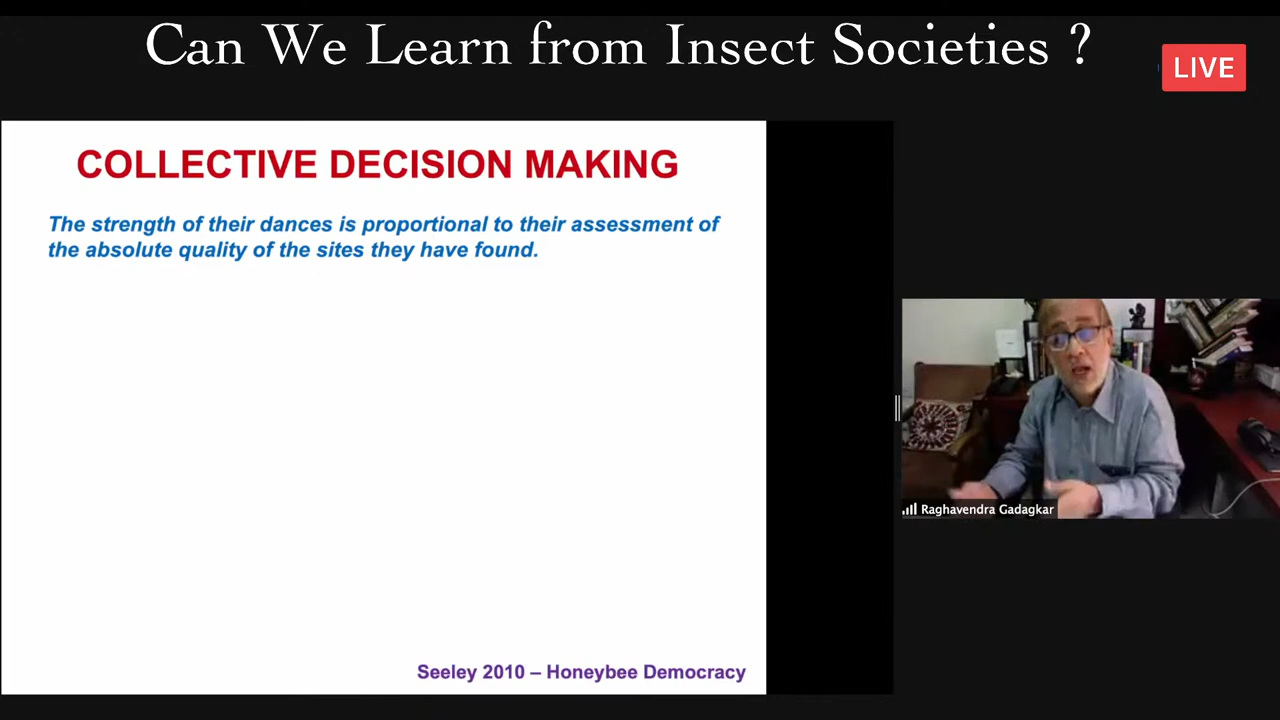 Can We Learn from Insect Societies ?
LIVE
COLLECTIVE DECISION MAKING
The strength of their dances is proportional to their assessment of
the absolute quality of the sites they have found.
Raghavendra Gadagkar
Seeley 2010 – Honeybee Democracy